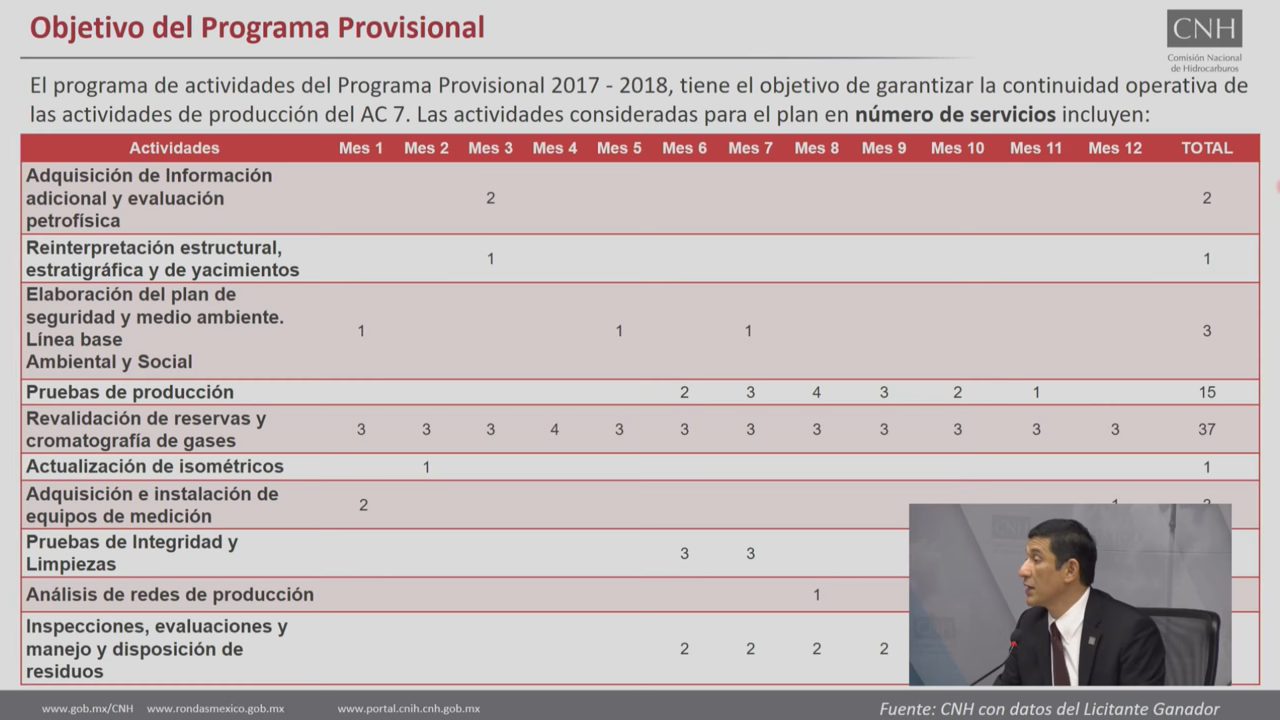 Objetivo del Programa Provisional
CNH
Comisión Nacional
de Hidrocarburos
El programa de actividades del Programa Provisional 2017 - 2018, tiene el objetivo de garantizar la continuidad operativa de
las actividades de producción del AC 7. Las actividades consideradas para el plan en número de servicios incluyen:
Actividades Mes 1 Mes 2 Mes 3 Mes 4 Mes 5 Mes 6 Mes 7 Mes 8 Mes 9 Mes 10 Mes 11 Mes 12 TOTAL
Adquisición de Información
adicional y evaluación
petrofísica
2 2
Reinterpretación estructural,
estratigráfica y de yacimientos
1 1
Elaboración del plan de
seguridad y medio ambiente.
Línea base
Ambiental y Social
1 1 1 3
Pruebas de producción 2 3 4 3 2 1 15
Revalidación de reservas y
cromatografía de gases
3 3 3 4 3 3 3 3 3 3 3 3 37
Actualización de isométricos 1 1
Adquisición e instalación de
equipos de medición
2
Pruebas de Integridad y
Limpiezas
3 3
Análisis de redes de producción 1
Inspecciones, evaluaciones y
manejo y disposición de
residuos
2 2 2 2
CNH
www.gob.mx/CNH www.rondasmexico.gob.mx www.portal.cnih.cnh.gob.mx
Fuente: CNH con datos del Licitante Ganador